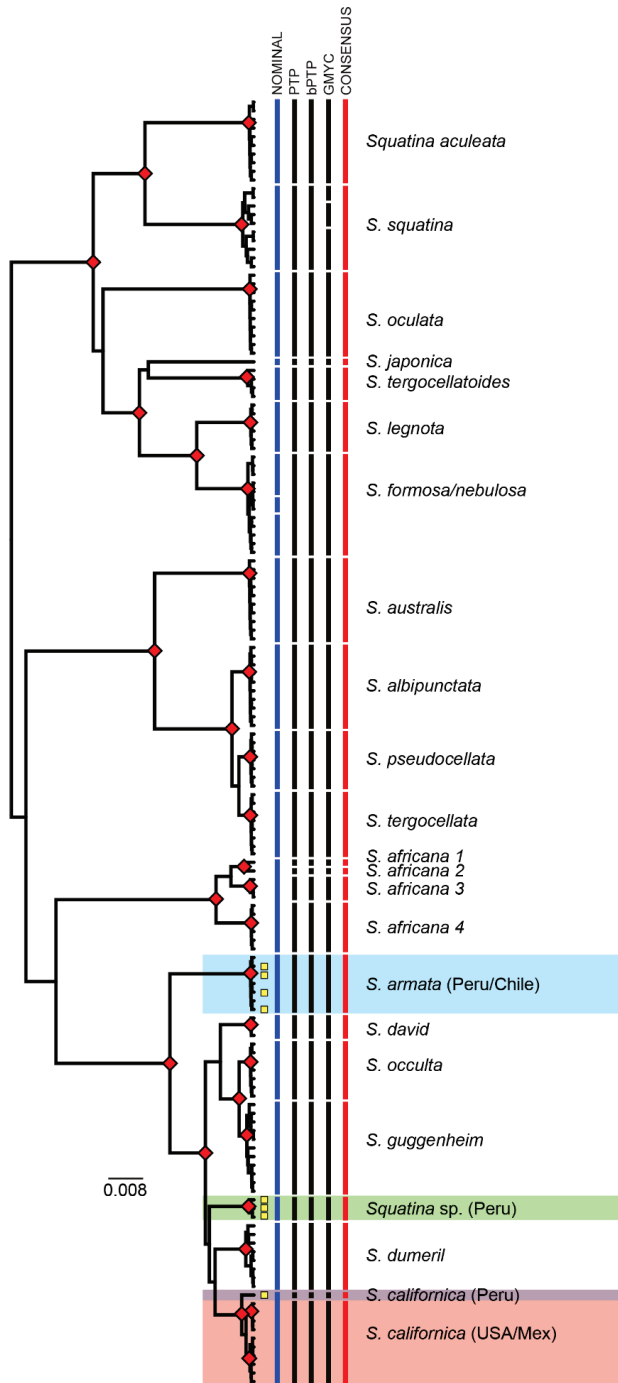 NOMINAL
PTP
bPTP
GMYC
CONSENSUS
Squatina aculeata
S. squatina
S. oculata
S. japonica
S. tergocellatoides
S. legnota
S. formosa/nebulosa
S. australis
S. albipunctata
S. pseudocellata
S. tergocellata
S. africana 1
S. africana 2
S. africana 3
S. africana 4
S. armata (Peru/Chile)
S. david
S. occulta
S. guggenheim
0.008
Squatina sp. (Peru)
S. dumeril
S. californica (Peru)
S. californica (USA/Mex)